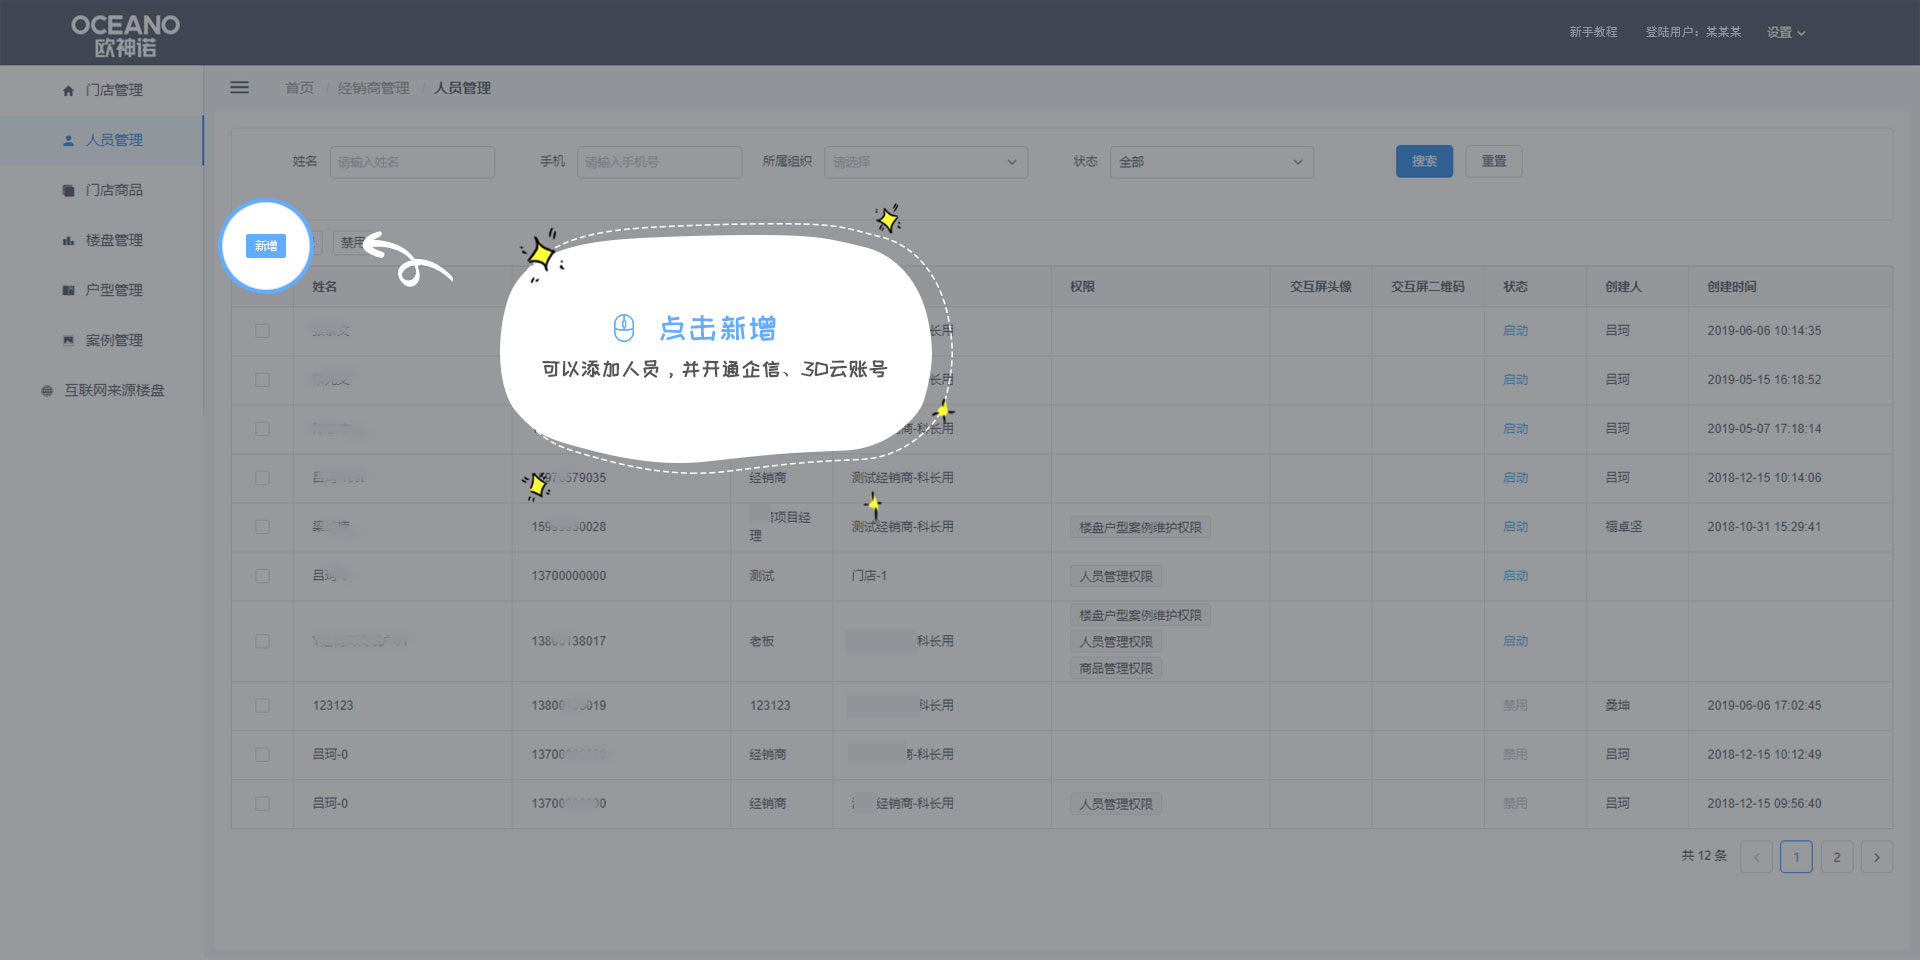 OCEANO
欧神诺
新手教程 登陆用户：某某某 设置
门店管理
人员管理
门店商品
楼盘管理
户型管理
案例管理
互联网来源楼盘
首页 / 经销商管理 / 人员管理
姓名 请输入姓名 手机 请输入手机号 所属组织 请选择 状态 全部 搜索 重置
新增 禁用
点击新增
可以添加人员，并开通企信、3D云账号
姓名 权限 交互屏头像 交互屏二维码 状态 创建人 创建时间
科长用 启动 吕珂 2019-06-06 10:14:35
长用 启动 吕珂 2019-05-15 16:18:52
商-科长用 启动 吕珂 2019-05-07 17:18:14
吕珂 579035 经销商 测试经销商-科长用 启动 吕珂 2018-12-15 10:14:06
项目经
理
0028 测试经销商-科长用 楼盘户型案例维护权限 启动 禤卓坚 2018-10-31 15:29:41
吕珂 13700000000 测试 门店-1 人员管理权限 启动
楼盘户型案例维护权限
138 38017 老板 科长用 人员管理权限 启动
商品管理权限
123123 13800 019 123123 科长用 禁用 桑坤 2019-06-06 17:02:45
吕珂-0 13700 经销商 -科长用 禁用 吕珂 2018-12-15 10:12:49
吕珂-0 13700 00 经销商 经销商-科长用 人员管理权限 禁用 吕珂 2018-12-15 09:56:40
共 12 条 1 2